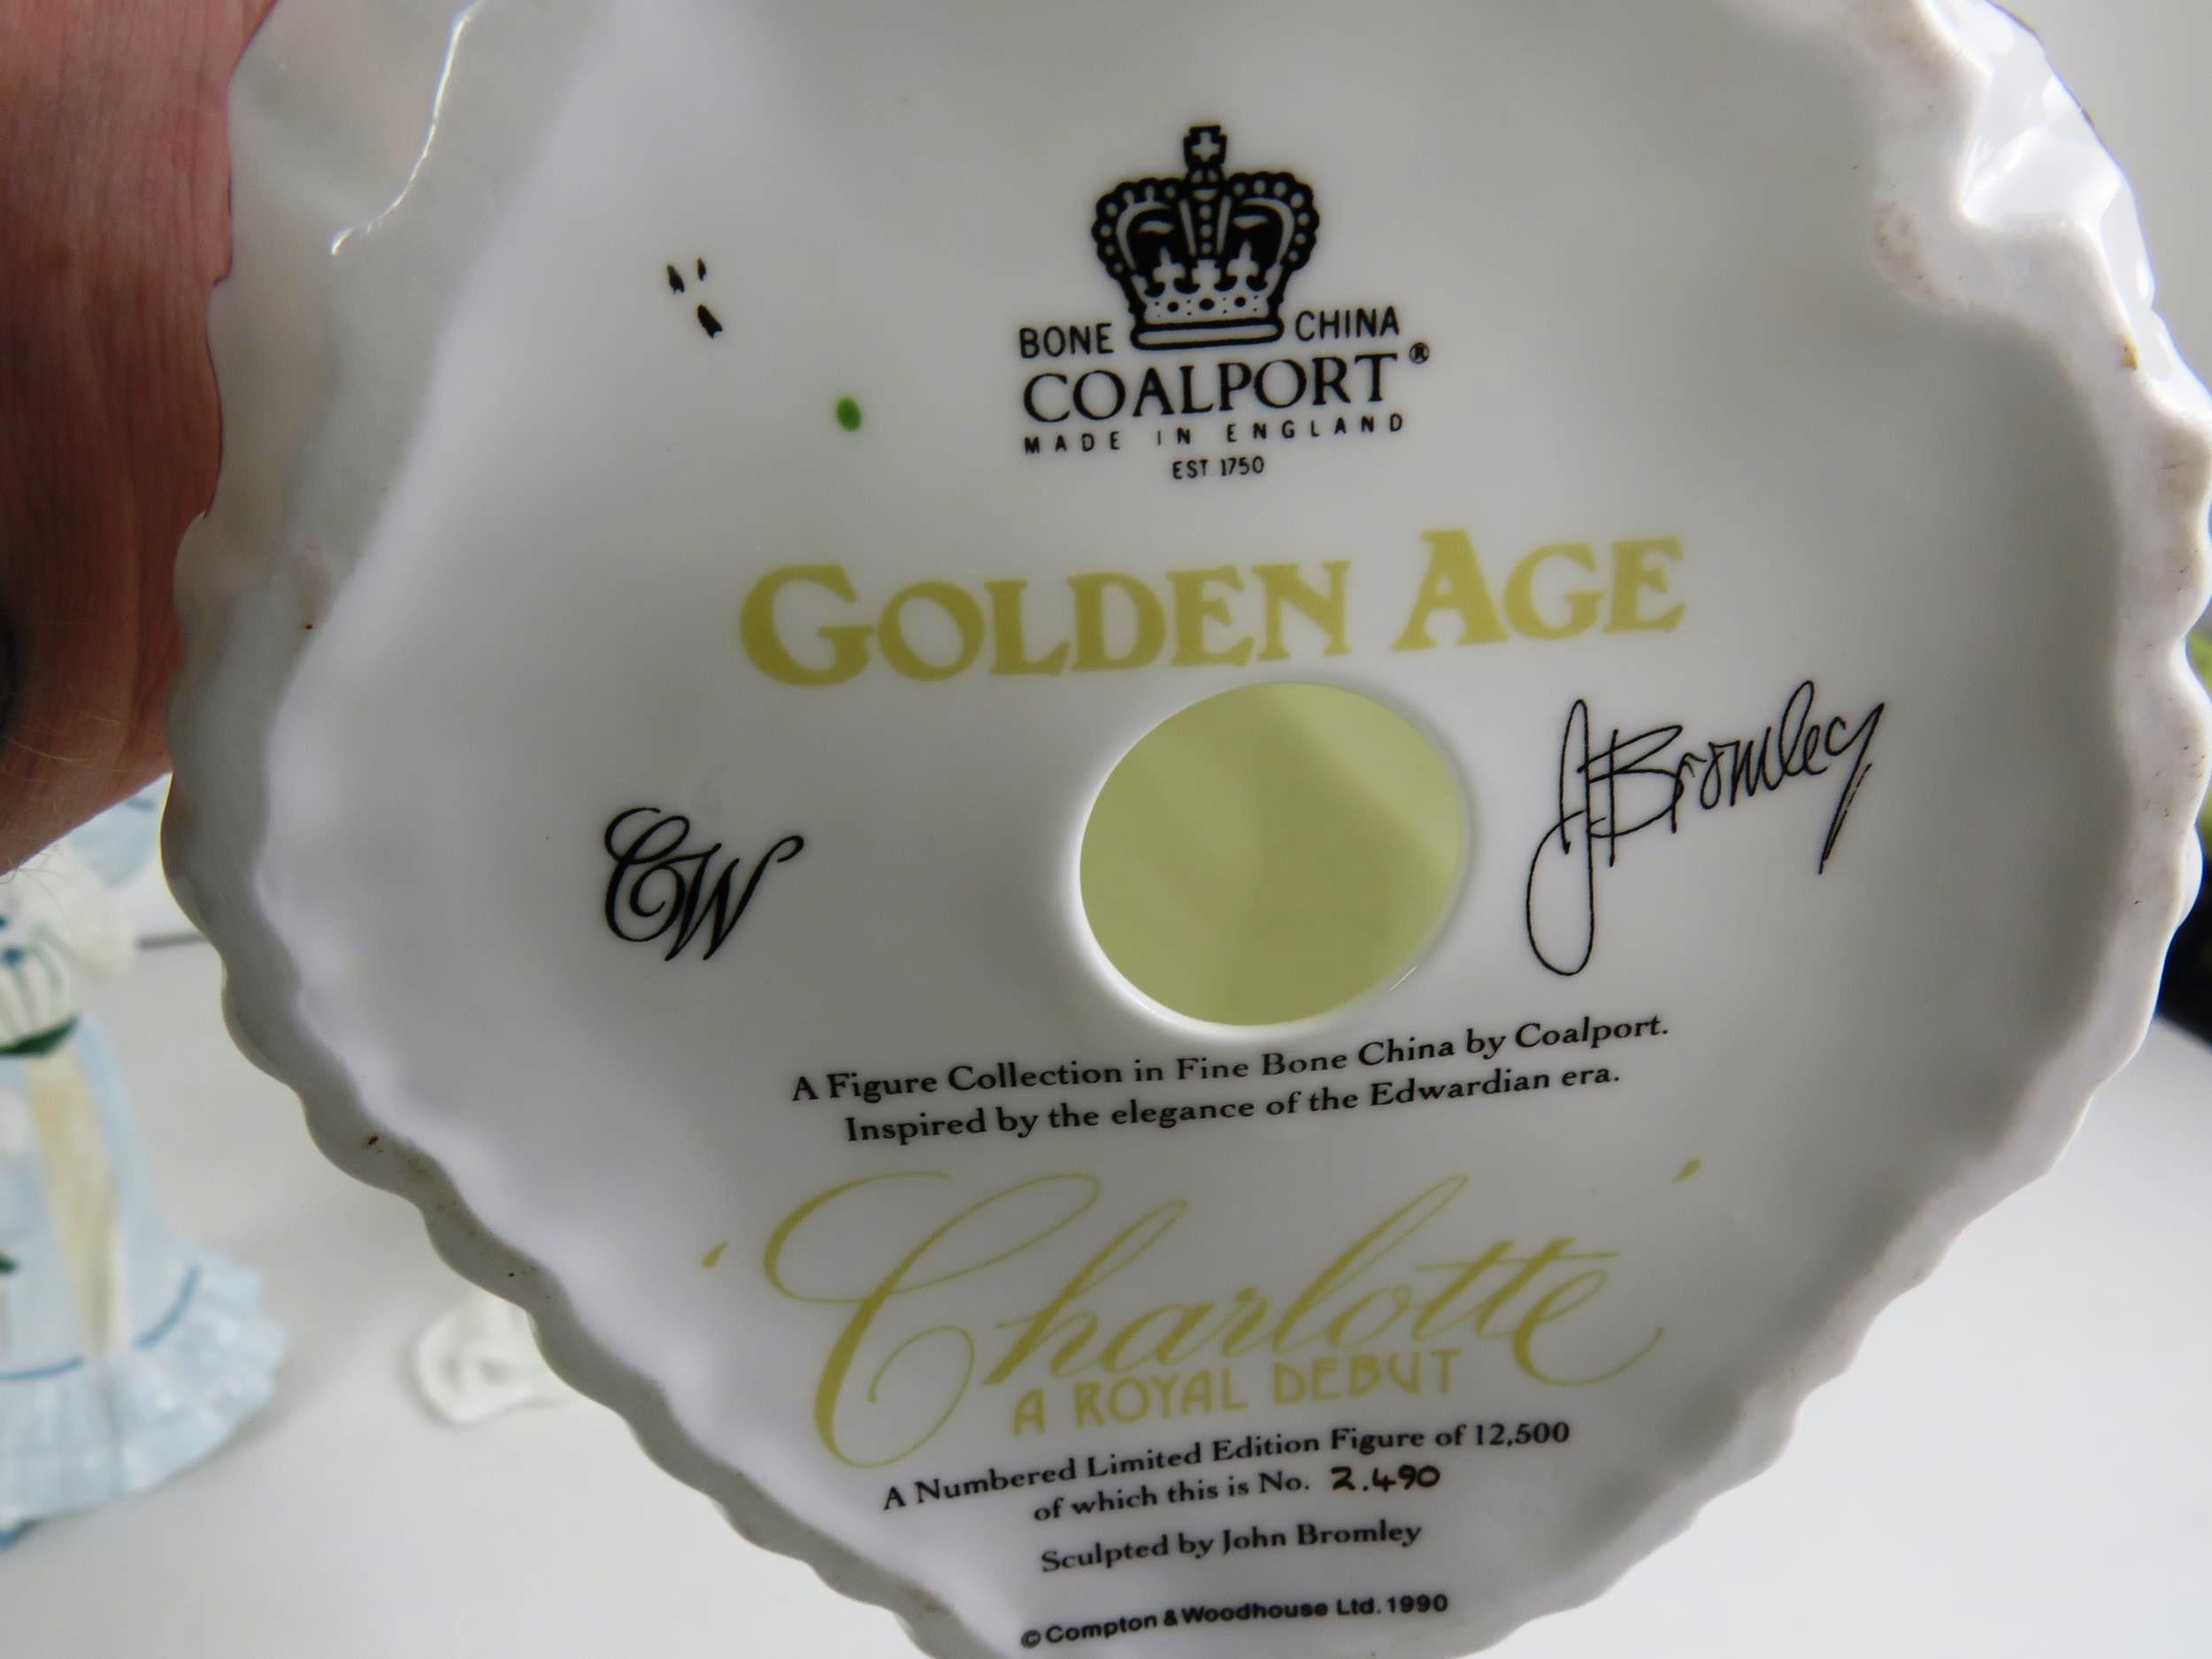 BONE CHINA
COALPORT®
MADE IN ENGLAND
EST 1750
GOLDEN AGE
CW
JBromley
A Figure Collection in Fine Bone China by Coalport.
Inspired by the elegance of the Edwardian era.
'Charlotte'
A ROYAL DEBUT
A Numbered Limited Edition Figure of 12,500
of which this is No. 2.490
Sculpted by John Bromley
© Compton & Woodhouse Ltd. 1990